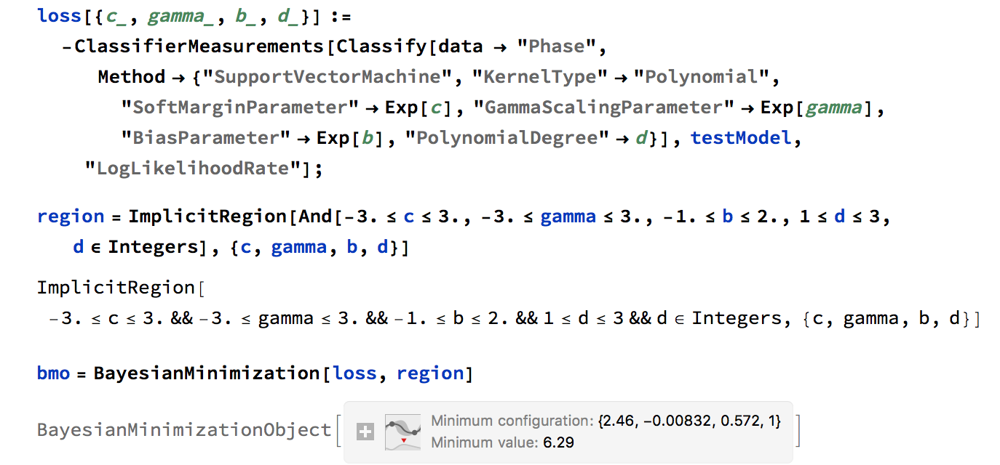 loss[{c_, gamma_, b_, d_}] :=
-ClassifierMeasurements[Classify[data → "Phase",
Method → {"SupportVectorMachine", "KernelType" → "Polynomial",
"SoftMarginParameter" → Exp[c], "GammaScalingParameter" → Exp[gamma],
"BiasParameter" → Exp[b], "PolynomialDegree" → d}], testModel,
"LogLikelihoodRate"];
region = ImplicitRegion[And[-3. ≤ c ≤ 3., -3. ≤ gamma ≤ 3., -1. ≤ b ≤ 2., 1 ≤ d ≤ 3,
d ∈ Integers], {c, gamma, b, d}]
ImplicitRegion[
-3. ≤ c ≤ 3. && -3. ≤ gamma ≤ 3. && -1. ≤ b ≤ 2. && 1 ≤ d ≤ 3 && d ∈ Integers, {c, gamma, b, d}]
bmo = BayesianMinimization[loss, region]
BayesianMinimizationObject[ Minimum configuration: {2.46, -0.00832, 0.572, 1}
Minimum value: 6.29 ]